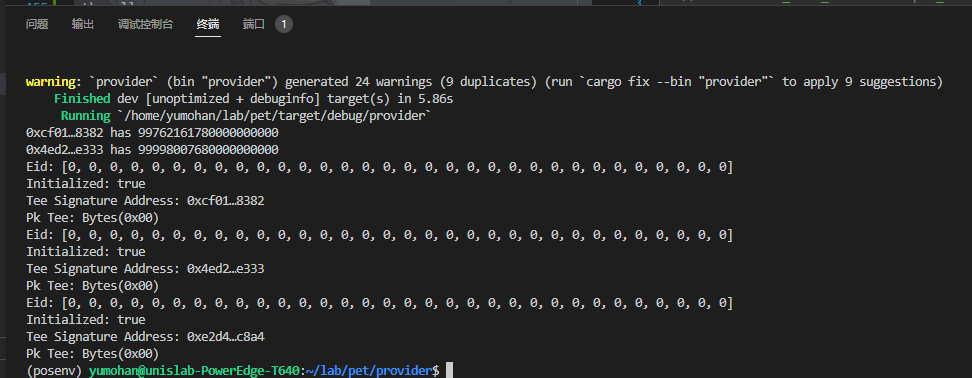 问题 输出 调试控制台 终端 端口 1
warning: `provider` (bin "provider") generated 24 warnings (9 duplicates) (run `cargo fix --bin "provider"` to apply 9 suggestions)
Finished dev [unoptimized + debuginfo] target(s) in 5.86s
Running `/home/yumohan/lab/pet/target/debug/provider`
0xcf01…8382 has 99762161780000000000
0x4ed2…e333 has 99998007680000000000
Eid: [0, 0, 0, 0, 0, 0, 0, 0, 0, 0, 0, 0, 0, 0, 0, 0, 0, 0, 0, 0, 0, 0, 0, 0, 0, 0, 0, 0, 0, 0, 0, 0]
Initialized: true
Tee Signature Address: 0xcf01…8382
Pk Tee: Bytes(0x00)
Eid: [0, 0, 0, 0, 0, 0, 0, 0, 0, 0, 0, 0, 0, 0, 0, 0, 0, 0, 0, 0, 0, 0, 0, 0, 0, 0, 0, 0, 0, 0, 0, 0]
Initialized: true
Tee Signature Address: 0x4ed2…e333
Pk Tee: Bytes(0x00)
Eid: [0, 0, 0, 0, 0, 0, 0, 0, 0, 0, 0, 0, 0, 0, 0, 0, 0, 0, 0, 0, 0, 0, 0, 0, 0, 0, 0, 0, 0, 0, 0, 0]
Initialized: true
Tee Signature Address: 0xe2d4…c8a4
Pk Tee: Bytes(0x00)
(posenv) yumohan@unislab-PowerEdge-T640:~/lab/pet/provider$